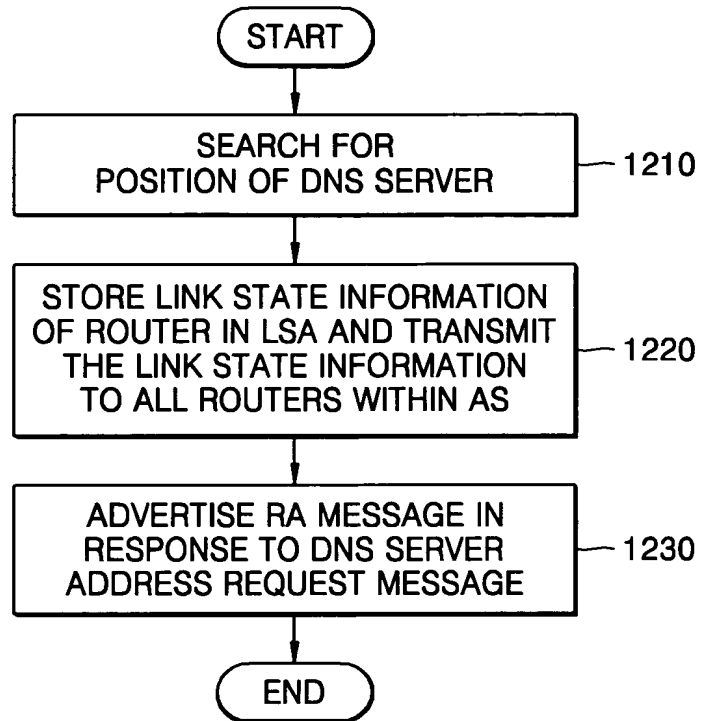 START
SEARCH FOR
POSITION OF DNS SERVER
1210
STORE LINK STATE INFORMATION
OF ROUTER IN LSA AND TRANSMIT
THE LINK STATE INFORMATION
TO ALL ROUTERS WITHIN AS
1220
ADVERTISE RA MESSAGE IN
RESPONSE TO DNS SERVER
ADDRESS REQUEST MESSAGE
1230
END